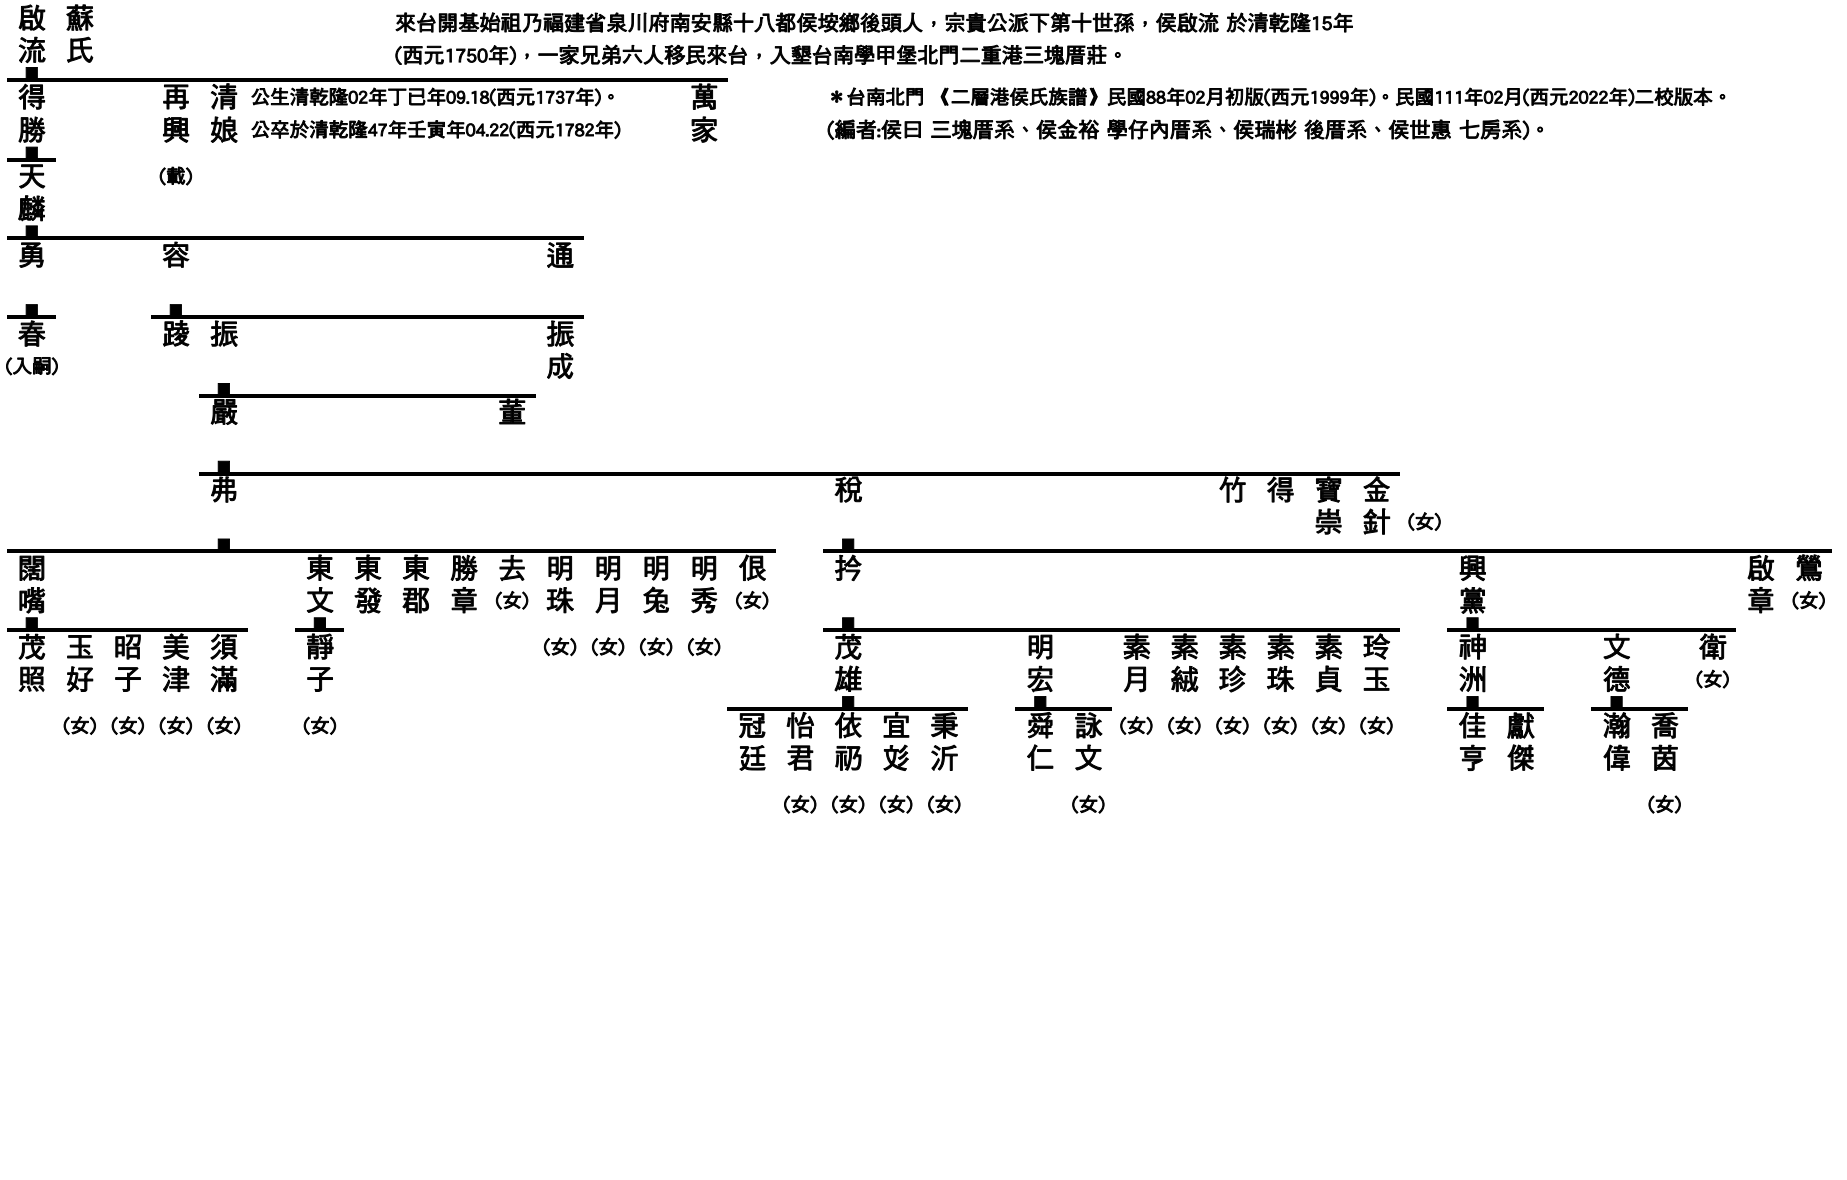 啟流 蘇氏
來台開基始祖乃福建省泉川府南安縣十八都侯垵鄉後頭人，宗貴公派下第十世孫，侯啟流 於清乾隆15年
(西元1750年)，一家兄弟六人移民來台，入墾台南學甲堡北門二重港三塊厝莊。
得勝 再興 清娘 萬家
公生清乾隆02年丁已年09.18(西元1737年)。
公卒於清乾隆47年壬寅年04.22(西元1782年)
＊台南北門 《二層港侯氏族譜》民國88年02月初版(西元1999年)。民國111年02月(西元2022年)二校版本。
(編者:侯曰 三塊厝系、侯金裕 學仔內厝系、侯瑞彬 後厝系、侯世惠 七房系)。
天麟 (載)
勇 容 通
春 踜 振 振成
(入嗣)
嚴 董
弗 稅 竹 得 寶崇 金針 (女)
闊嘴 東文 東發 東郡 勝章 去(女) 明珠(女) 明月(女) 明兔(女) 明秀(女) 佷(女) 扲 興黨 啟章 鶯(女)
茂照 玉好(女) 昭子(女) 美津(女) 須滿(女) 靜子(女) 茂雄 明宏 素月(女) 素絨(女) 素珍(女) 素珠(女) 素貞(女) 玲玉(女) 神洲 文德 衛(女)
冠廷 怡君(女) 依礽(女) 宜彣(女) 秉沂(女) 舜仁 詠文(女) 佳亨 獻傑 瀚偉 喬茵(女)